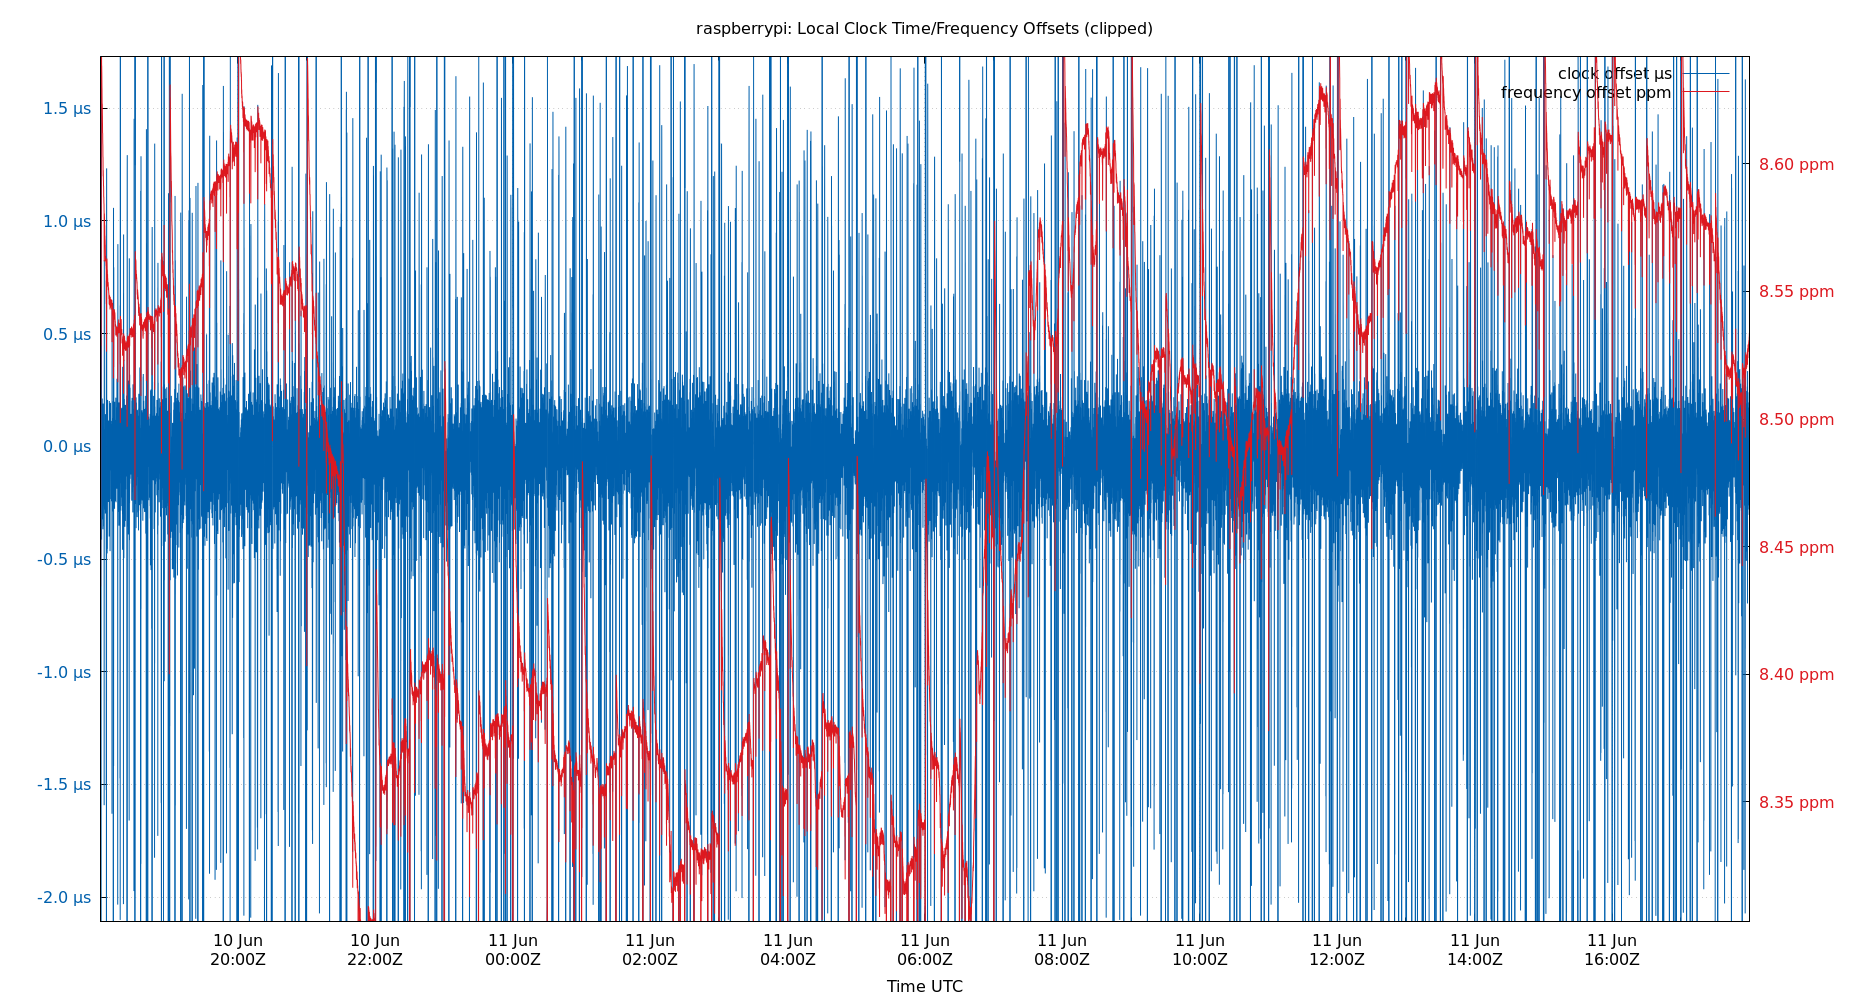 raspberrypi: Local Clock Time/Frequency Offsets (clipped)
clock offset µs
frequency offset ppm
1.5 µs
1.0 µs
0.5 µs
0.0 µs
-0.5 µs
-1.0 µs
-1.5 µs
-2.0 µs
8.60 ppm
8.55 ppm
8.50 ppm
8.45 ppm
8.40 ppm
8.35 ppm
10 Jun 10 Jun 11 Jun 11 Jun 11 Jun 11 Jun 11 Jun 11 Jun 11 Jun 11 Jun 11 Jun
20:00Z 22:00Z 00:00Z 02:00Z 04:00Z 06:00Z 08:00Z 10:00Z 12:00Z 14:00Z 16:00Z
Time UTC